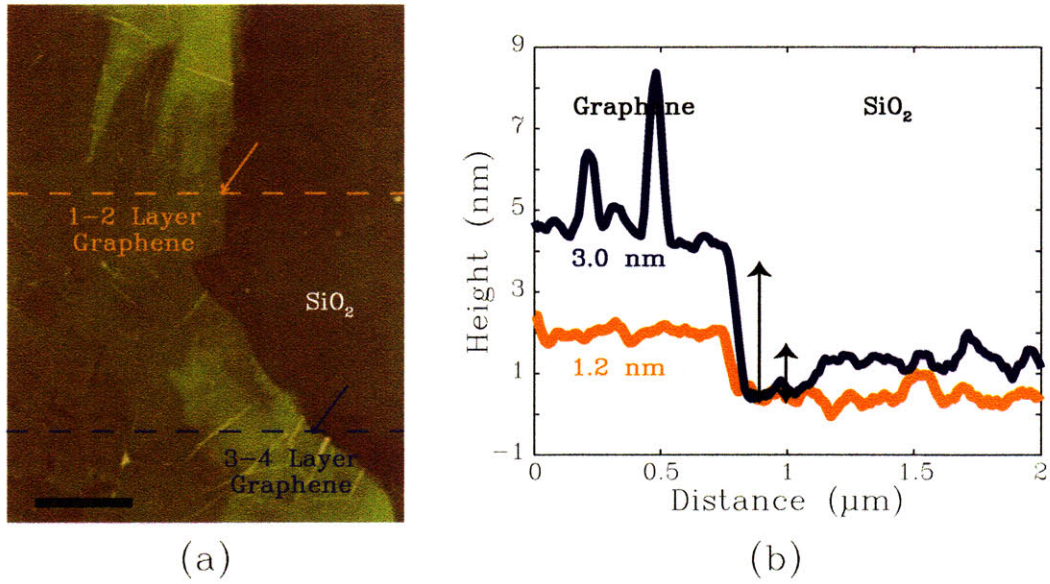 1-2 Layer
Graphene
SiO₂
3-4 Layer
Graphene
(a)
Height (nm)
9
7
5
3
1
-1
Graphene
SiO₂
3.0 nm
1.2 nm
0
0.5
1
1.5
2
Distance (μm)
(b)